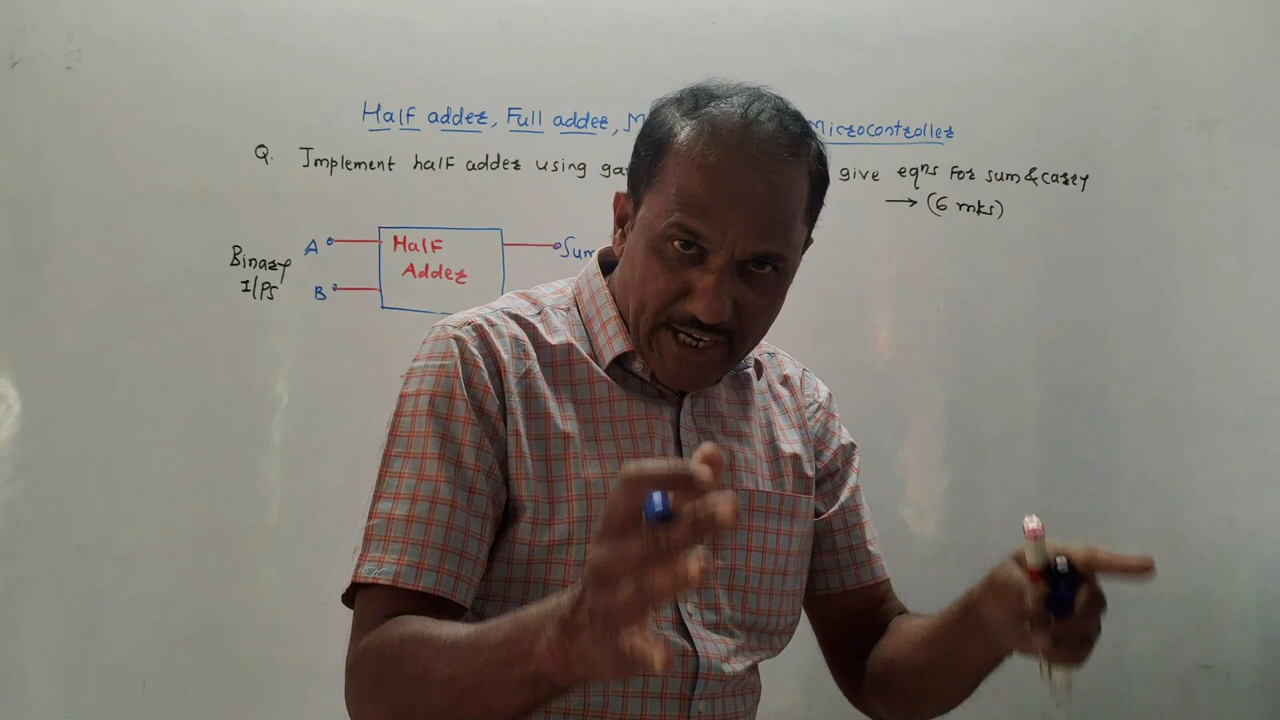 Half adder, Full adder, Microcontroller
Q. Implement half adder using give eqns for sum & carry
→ (6 mks)
A Half Sum
Binary Adder
I/Ps B